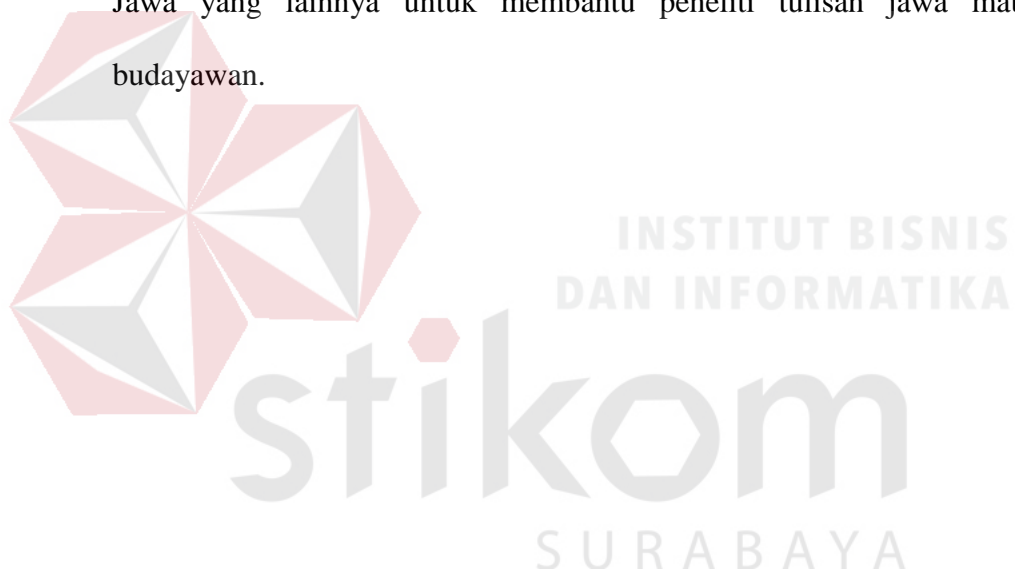 Jawa yang lainnya untuk membantu peneliti tulisan jawa
budayawan.
INSTITUT BISNIS
DAN INFORMATIKA
stikom
SURABAYA